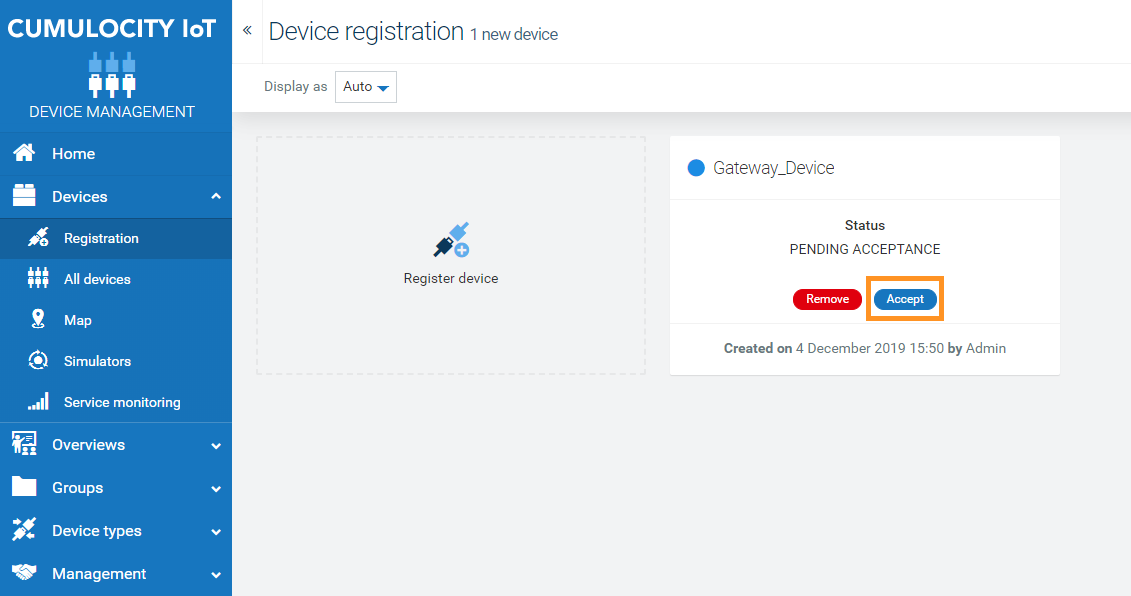 CUMULOCITY IoT
DEVICE MANAGEMENT
Home
Devices
Registration
All devices
Map
Simulators
Service monitoring
Overviews
Groups
Device types
Management
« Device registration 1 new device
Display as Auto
Register device
Gateway_Device
Status
PENDING ACCEPTANCE
Remove Accept
Created on 4 December 2019 15:50 by Admin